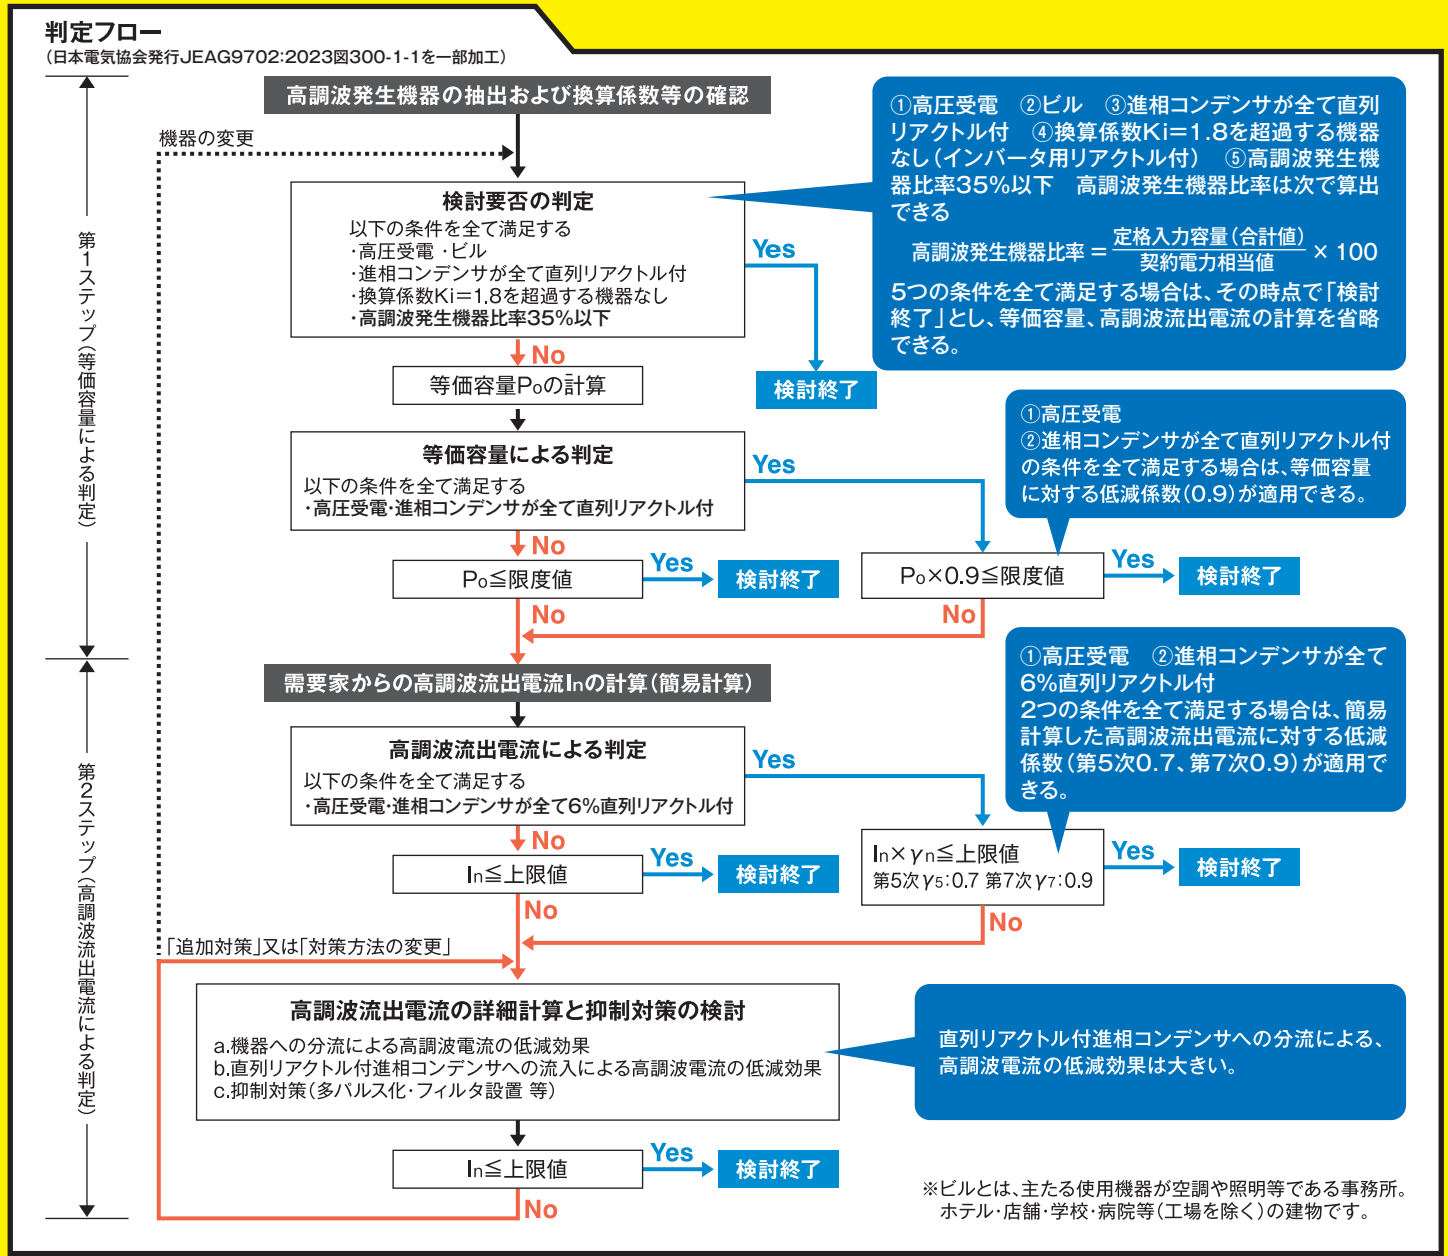 判定フロー
（日本電気協会発行JEAG9702:2023図300-1-1を一部加工）
高調波発生機器の抽出および換算係数等の確認
機器の変更
検討要否の判定
以下の条件を全て満足する
・高圧受電 ・ビル
・進相コンデンサが全て直列リアクトル付
・換算係数Ki＝1.8を超過する機器なし
・高調波発生機器比率35％以下
Yes
No
検討終了
①高圧受電　②ビル　③進相コンデンサが全て直列
リアクトル付　④換算係数Ki＝1.8を超過する機器
なし（インバータ用リアクトル付）　⑤高調波発生機
器比率35％以下　高調波発生機器比率は次で算出
できる
高調波発生機器比率＝定格入力容量（合計値）/契約電力相当値×100
5つの条件を全て満足する場合は、その時点で「検討
終了」とし、等価容量、高調波流出電流の計算を省略
できる。
等価容量Poの計算
等価容量による判定
以下の条件を全て満足する
・高圧受電・進相コンデンサが全て直列リアクトル付
Yes
No
①高圧受電
②進相コンデンサが全て直列リアクトル付
の条件を全て満足する場合は、等価容量
に対する低減係数（0.9）が適用できる。
Po≦限度値
Yes
検討終了
No
Po×0.9≦限度値
Yes
検討終了
No
第1ステップ（等価容量による判定）
需要家からの高調波流出電流Inの計算（簡易計算）
高調波流出電流による判定
以下の条件を全て満足する
・高圧受電・進相コンデンサが全て6％直列リアクトル付
Yes
No
①高圧受電　②進相コンデンサが全て
6％直列リアクトル付
2つの条件を全て満足する場合は、簡易
計算した高調波流出電流に対する低減
係数（第5次0.7、第7次0.9）が適用で
きる。
In≦上限値
Yes
検討終了
No
In×γn≦上限値
第5次γ5:0.7 第7次γ7:0.9
Yes
検討終了
No
「追加対策」又は「対策方法の変更」
高調波流出電流の詳細計算と抑制対策の検討
a.機器への分流による高調波電流の低減効果
b.直列リアクトル付進相コンデンサへの流入による高調波電流の低減効果
c.抑制対策（多パルス化・フィルタ設置 等）
直列リアクトル付進相コンデンサへの分流による、
高調波電流の低減効果は大きい。
In≦上限値
Yes
検討終了
No
第2ステップ（高調波流出電流による判定）
※ビルとは、主たる使用機器が空調や照明等である事務所。
ホテル・店舗・学校・病院等（工場を除く）の建物です。